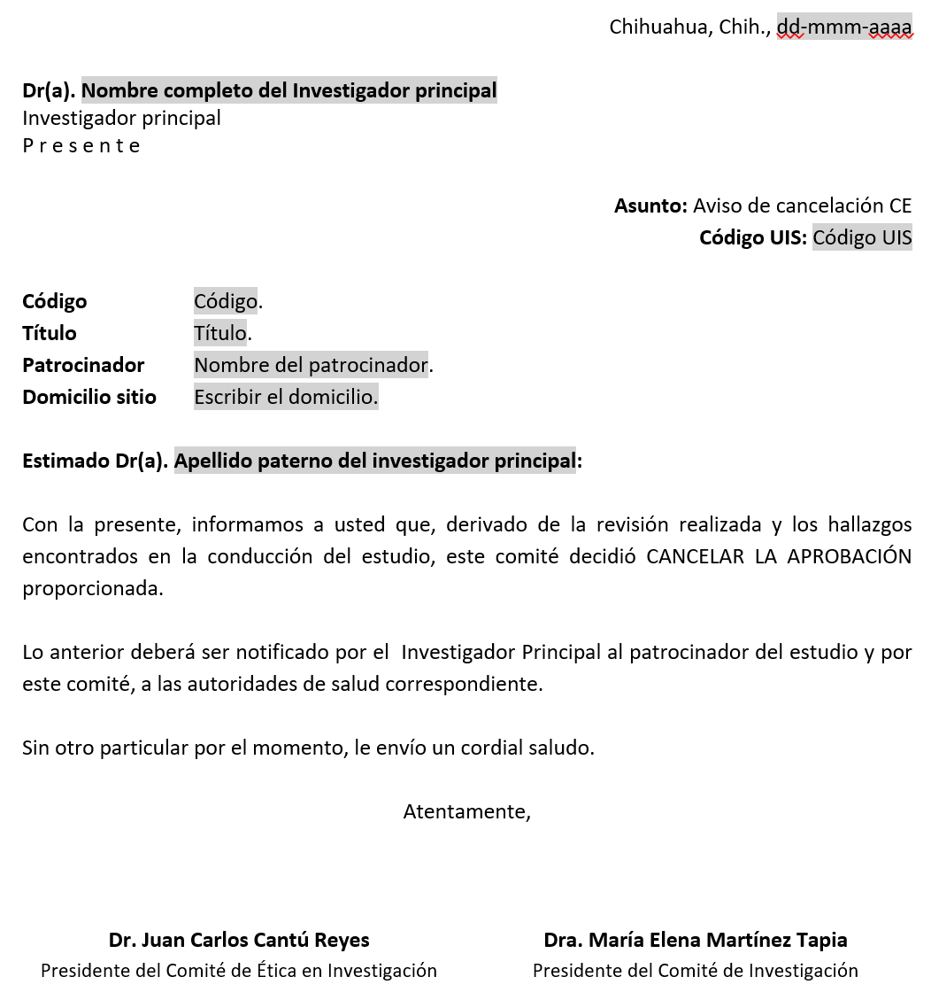 Chihuahua, Chih., dd-mmm-aaaa
Dr(a). Nombre completo del Investigador principal
Investigador principal
P r e s e n t e
Asunto: Aviso de cancelación CE
Código UIS: Código UIS
Código Código.
Título Título.
Patrocinador Nombre del patrocinador.
Domicilio sitio Escribir el domicilio.
Estimado Dr(a). Apellido paterno del investigador principal:
Con la presente, informamos a usted que, derivado de la revisión realizada y los hallazgos
encontrados en la conducción del estudio, este comité decidió CANCELAR LA APROBACIÓN
proporcionada.
Lo anterior deberá ser notificado por el  Investigador Principal al patrocinador del estudio y por
este comité, a las autoridades de salud correspondiente.
Sin otro particular por el momento, le envío un cordial saludo.
Atentamente,
Dr. Juan Carlos Cantú Reyes Dra. María Elena Martínez Tapia
Presidente del Comité de Ética en Investigación Presidente del Comité de Investigación